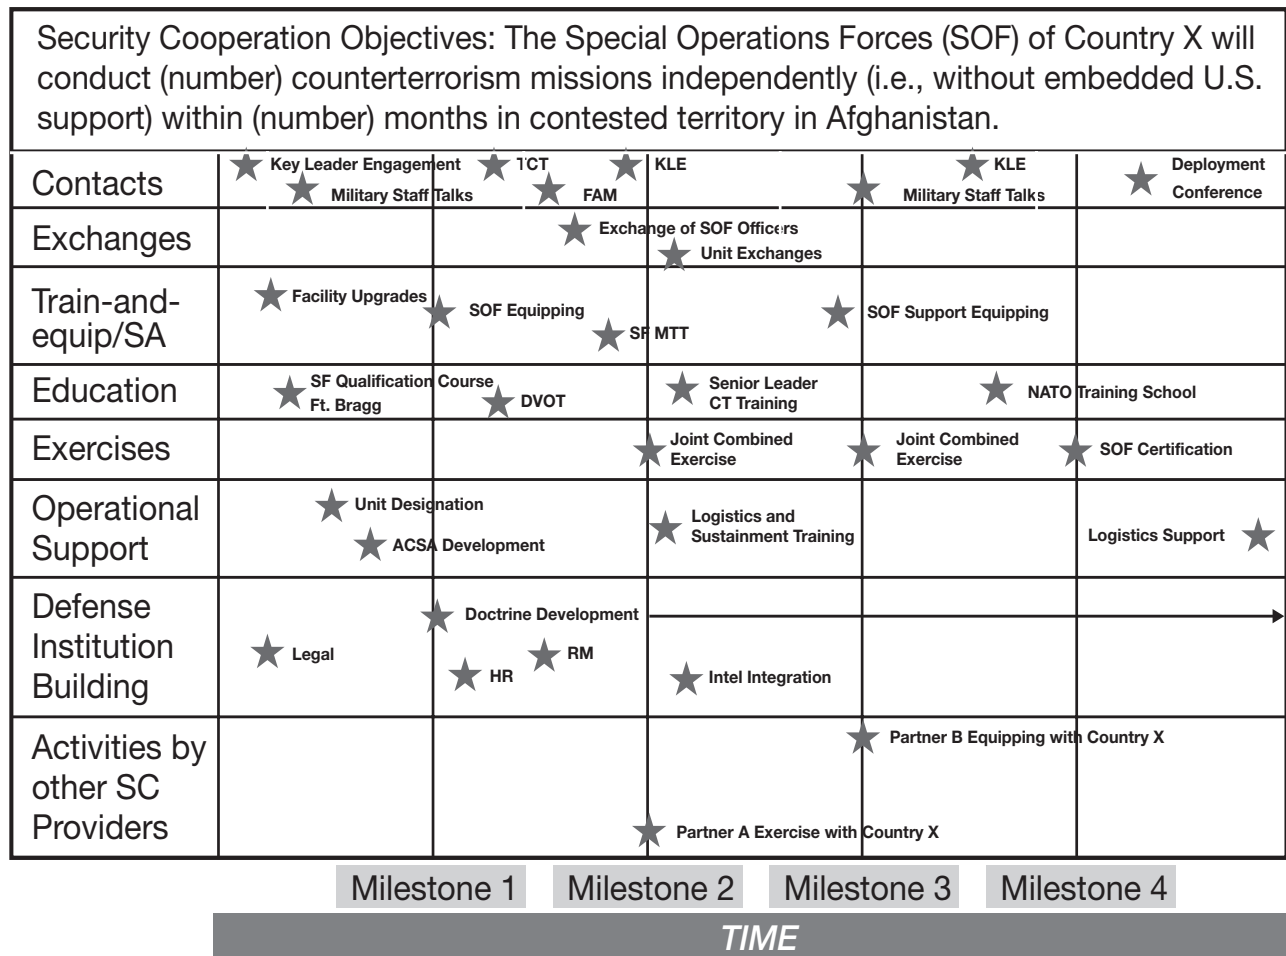 Security Cooperation Objectives: The Special Operations Forces (SOF) of Country X will
conduct (number) counterterrorism missions independently (i.e., without embedded U.S.
support) within (number) months in contested territory in Afghanistan.
Contacts
Key Leader Engagement
TCT
KLE
KLE
Deployment
Conference
Military Staff Talks
FAM
Military Staff Talks
Exchanges
Exchange of SOF Officers
Unit Exchanges
Train-and-
equip/SA
Facility Upgrades
SOF Equipping
SF MTT
SOF Support Equipping
Education
SF Qualification Course
Ft. Bragg
DVOT
Senior Leader
CT Training
NATO Training School
Exercises
Joint Combined
Exercise
Joint Combined
Exercise
SOF Certification
Operational
Support
Unit Designation
ACSA Development
Logistics and
Sustainment Training
Logistics Support
Defense
Institution
Building
Doctrine Development
Legal
HR
RM
Intel Integration
Activities by
other SC
Providers
Partner B Equipping with Country X
Partner A Exercise with Country X
Milestone 1
Milestone 2
Milestone 3
Milestone 4
TIME